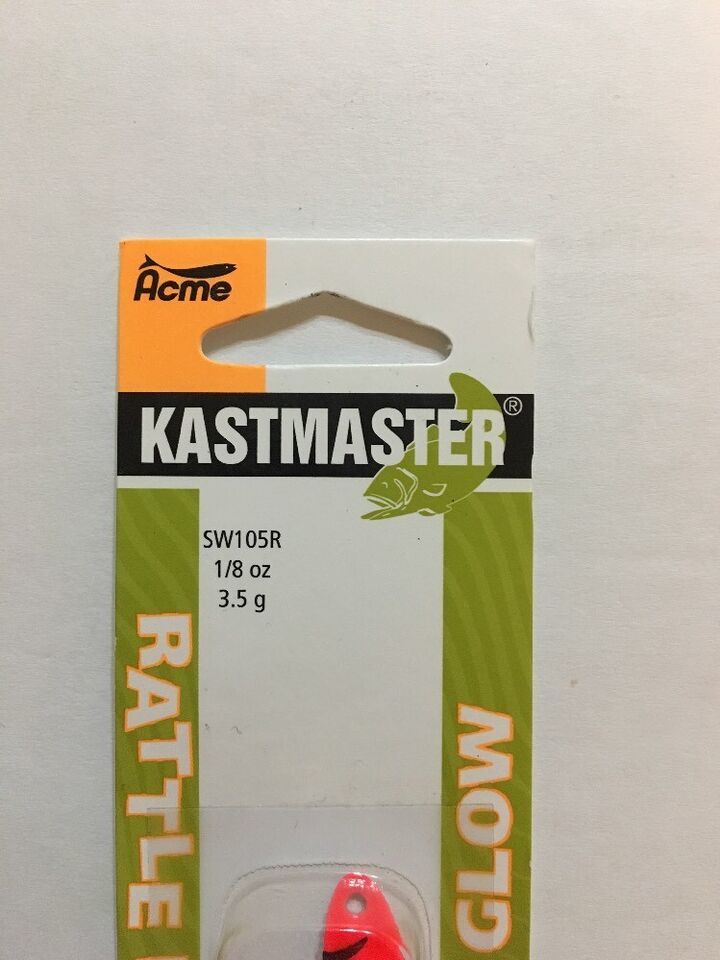 Acme
KASTMASTER®
SW105R
1/8 oz
3.5 g
RATTLE
GLOW